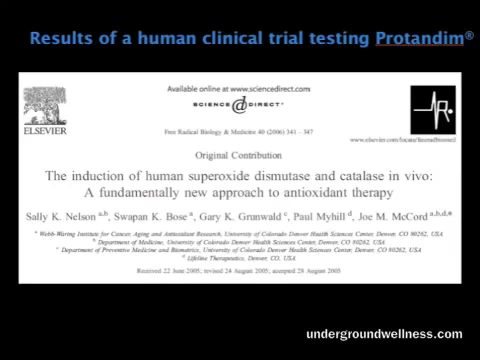 Results of a human clinical trial testing Protandim®
Available online at www.sciencedirect.com
SCIENCE DIRECT®
ELSEVIER
Free Radical Biology & Medicine 40 (2006) 341 – 347
www.elsevier.com/locate/freeradbiomed
Original Contribution
The induction of human superoxide dismutase and catalase in vivo:
A fundamentally new approach to antioxidant therapy
Sally K. Nelson a,b, Swapan K. Bose a, Gary K. Grunwald c, Paul Myhill d, Joe M. McCord a,b,d,*
a Webb-Waring Institute for Cancer, Aging and Antioxidant Research, University of Colorado Denver Health Sciences Center, Denver, CO 80262, USA
b Department of Medicine, University of Colorado Denver Health Sciences Center, Denver, CO 80262, USA
c Department of Preventive Medicine and Biometrics, University of Colorado Denver Health Sciences Center, Denver, CO 80262, USA
d Lifeline Therapeutics, Denver, CO, USA
Received 22 June 2005; revised 24 August 2005; accepted 28 August 2005
undergroundwellness.com